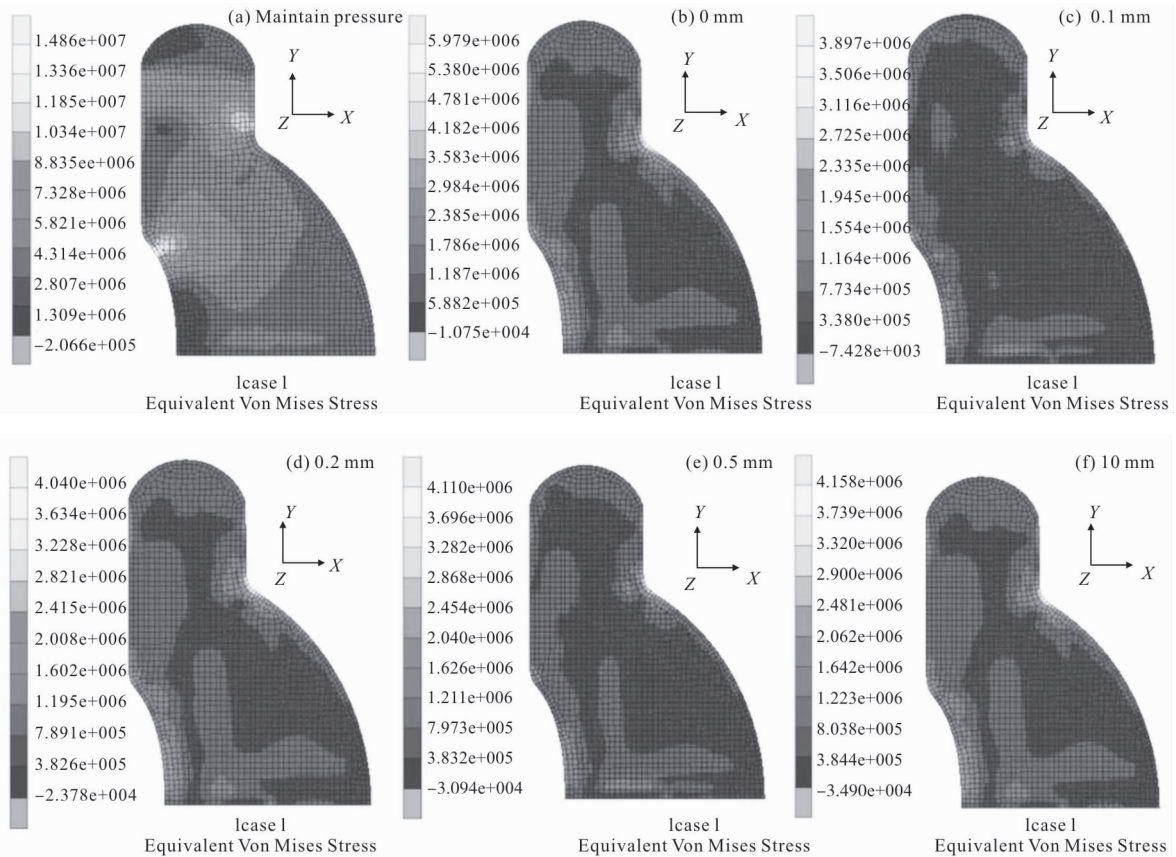 (a) Maintain pressure
1.486e+007
1.336e+007
1.185e+007
1.034e+007
8.835ee+006
7.328e+006
5.821e+006
4.314e+006
2.807e+006
1.309e+006
−2.066e+005
Y
X
Z
lcase l
Equivalent Von Mises Stress
(b) 0 mm
5.979e+006
5.380e+006
4.781e+006
4.182e+006
3.583e+006
2.984e+006
2.385e+006
1.786e+006
1.187e+006
5.882e+005
−1.075e+004
Y
X
Z
lcase l
Equivalent Von Mises Stress
(c) 0.1 mm
3.897e+006
3.506e+006
3.116e+006
2.725e+006
2.335e+006
1.945e+006
1.554e+006
1.164e+006
7.734e+005
3.380e+005
−7.428e+003
Y
X
Z
lcase l
Equivalent Von Mises Stress
(d) 0.2 mm
4.040e+006
3.634e+006
3.228e+006
2.821e+006
2.415e+006
2.008e+006
1.602e+006
1.195e+006
7.891e+005
3.826e+005
−2.378e+004
Y
X
Z
lcase l
Equivalent Von Mises Stress
(e) 0.5 mm
4.110e+006
3.696e+006
3.282e+006
2.868e+006
2.454e+006
2.040e+006
1.626e+006
1.211e+006
7.973e+005
3.832e+005
−3.094e+004
Y
X
Z
lcase l
Equivalent Von Mises Stress
(f) 10 mm
4.158e+006
3.739e+006
3.320e+006
2.900e+006
2.481e+006
2.062e+006
1.642e+006
1.223e+006
8.038e+005
3.844e+005
−3.490e+004
Y
X
Z
lcase l
Equivalent Von Mises Stress